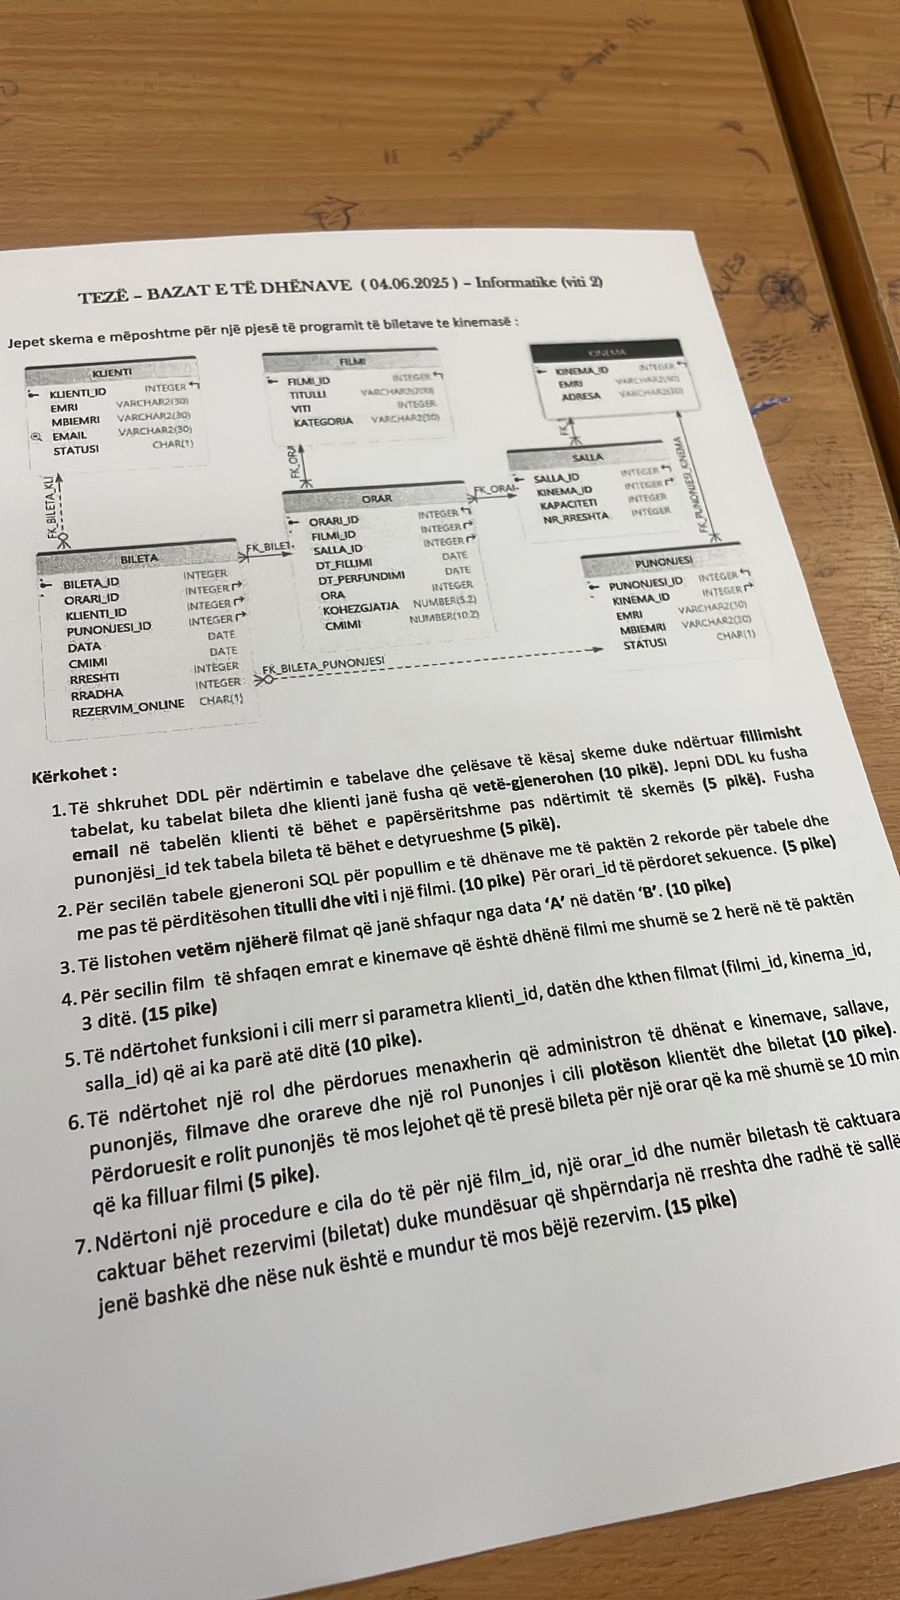 TEZË – BAZAT E TË DHËNAVE ( 04.06.2025 ) – Informatike (viti 2)
Jepet skema e mëposhtme për një pjesë të programit të biletave te kinemasë :
KLIENTI
KLIENTI_ID INTEGER
EMRI VARCHAR2(30)
MBIEMRI VARCHAR2(30)
EMAIL VARCHAR2(30)
STATUSI CHAR(1)
FILMI
FILMI_ID INTEGER
TITULLI VARCHAR2(200)
VITI INTEGER
KATEGORIA VARCHAR2(30)
KINEMA
KINEMA_ID INTEGER
EMRI VARCHAR2(30)
ADRESA VARCHAR2(30)
FK_BILETA_KLI
FK_ORA
FK_
FK_PUNONJESI_KINEMA
SALLA
SALLA_ID INTEGER
KINEMA_ID INTEGER
KAPACITETI INTEGER
NR_RRESHTA INTEGER
FK_ORAI
ORAR
ORARI_ID INTEGER
FILMI_ID INTEGER
SALLA_ID INTEGER
DT_FILLIMI DATE
DT_PERFUNDIMI DATE
ORA INTEGER
KOHEZGJATJA NUMBER(5,2)
CMIMI NUMBER(10,2)
FK_BILET
BILETA
BILETA_ID INTEGER
ORARI_ID INTEGER
KLIENTI_ID INTEGER
PUNONJESI_ID INTEGER
DATA DATE
CMIMI DATE
RRESHTI INTEGER
RRADHA INTEGER
REZERVIM_ONLINE CHAR(1)
PUNONJESI
PUNONJESI_ID INTEGER
KINEMA_ID INTEGER
EMRI VARCHAR2(30)
MBIEMRI VARCHAR2(30)
STATUSI CHAR(1)
FK_BILETA_PUNONJESI
Kërkohet :
1. Të shkruhet DDL për ndërtimin e tabelave dhe çelësave të kësaj skeme duke ndërtuar fillimisht
tabelat, ku tabelat bileta dhe klienti janë fusha që vetë-gjenerohen (10 pikë). Jepni DDL ku fusha
email në tabelën klienti të bëhet e papërsëritshme pas ndërtimit të skemës (5 pikë). Fusha
punonjësi_id tek tabela bileta të bëhet e detyrueshme (5 pikë).
2. Për secilën tabele gjeneroni SQL për popullim e të dhënave me të paktën 2 rekorde për tabele dhe
me pas të përditësohen titulli dhe viti i një filmi. (10 pike) Për orari_id të përdoret sekuence. (5 pike)
3. Të listohen vetëm njëherë filmat që janë shfaqur nga data 'A' në datën 'B'. (10 pike)
4. Për secilin film të shfaqen emrat e kinemave që është dhënë filmi me shumë se 2 herë në të paktën
3 ditë. (15 pike)
5. Të ndërtohet funksioni i cili merr si parametra klienti_id, datën dhe kthen filmat (filmi_id, kinema_id,
salla_id) që ai ka parë atë ditë (10 pike).
6. Të ndërtohet një rol dhe përdorues menaxherin që administron të dhënat e kinemave, sallave,
punonjës, filmave dhe orareve dhe një rol Punonjes i cili plotëson klientët dhe biletat (10 pike).
Përdoruesit e rolit punonjës të mos lejohet që të presë bileta për një orar që ka më shumë se 10 min
që ka filluar filmi (5 pike).
7. Ndërtoni një procedure e cila do të për një film_id, një orar_id dhe numër biletash të caktuara
caktuar bëhet rezervimi (biletat) duke mundësuar që shpërndarja në rreshta dhe radhë të sallë
jenë bashkë dhe nëse nuk është e mundur të mos bëjë rezervim. (15 pike)